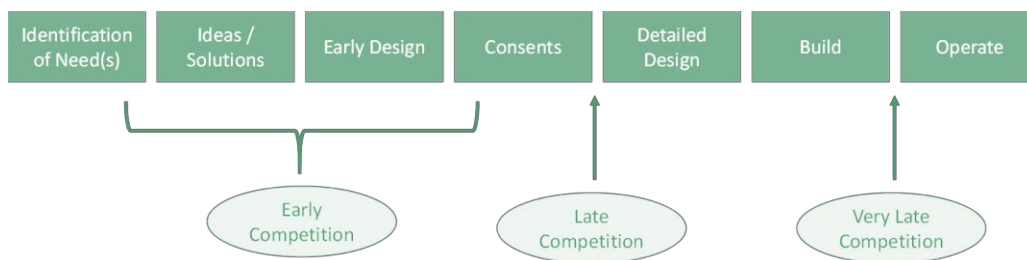 Identification
of Need(s)
Ideas /
Solutions
Early Design
Consents
Detailed
Design
Build
Operate
Early
Competition
Late
Competition
Very Late
Competition